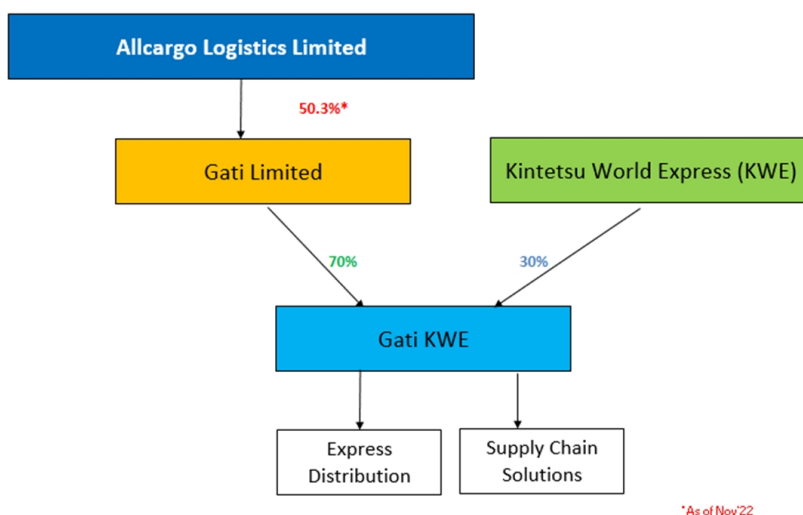 Allcargo Logistics Limited
50.3%*
Gati Limited
Kintetsu World Express (KWE)
70%
30%
Gati KWE
Express
Distribution
Supply Chain
Solutions
*As of Nov'22